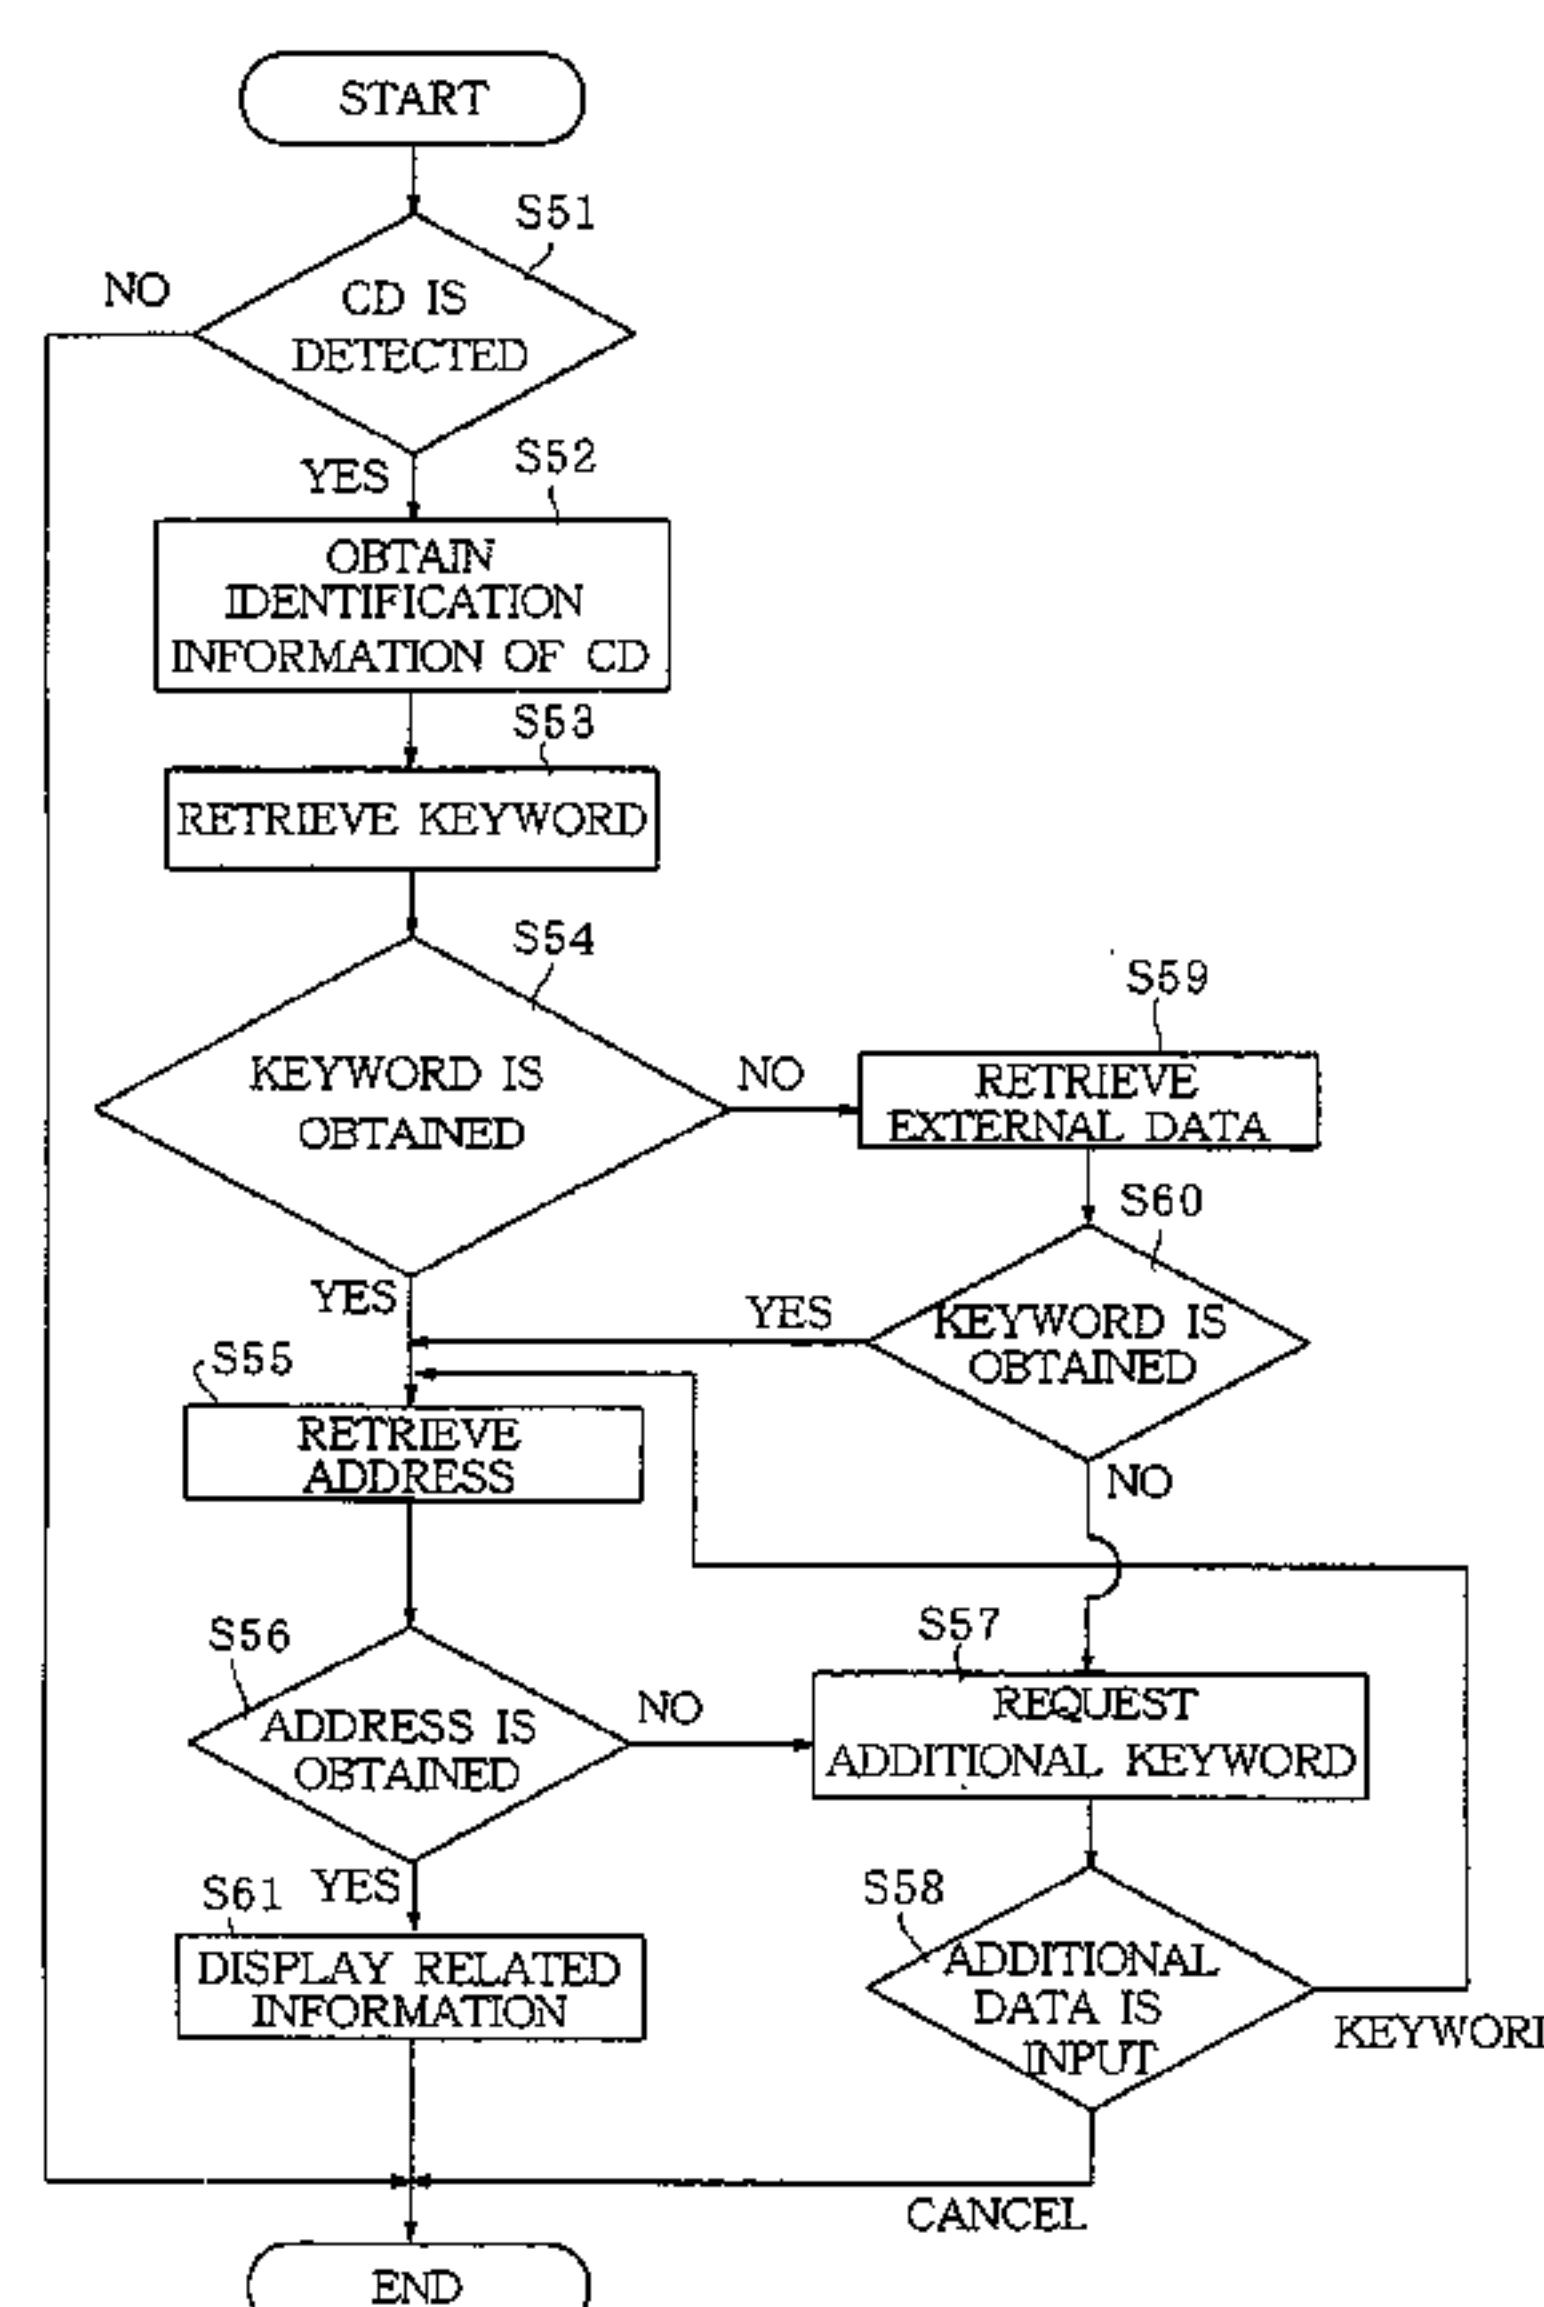 START
S51
NO
CD IS
DETECTED
YES
S52
OBTAIN
IDENTIFICATION
INFORMATION OF CD
S53
RETRIEVE KEYWORD
S54
KEYWORD IS
OBTAINED
NO
S59
RETRIEVE
EXTERNAL DATA
S60
YES
YES
KEYWORD IS
OBTAINED
S55
RETRIEVE
ADDRESS
NO
S56
ADDRESS IS
OBTAINED
NO
S57
REQUEST
ADDITIONAL KEYWORD
S61
YES
S58
DISPLAY RELATED
INFORMATION
ADDITIONAL
DATA IS
INPUT
KEYWOR
CANCEL
END